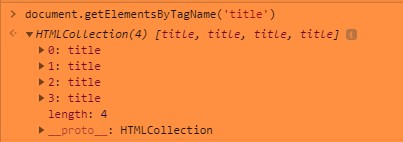 > document.getElementsByTagName('title')
<· ▼HTMLCollection(4) [title, title, title, title] i
▶ 0: title
▶ 1: title
▶ 2: title
▶ 3: title
length: 4
▶ __proto__: HTMLCollection